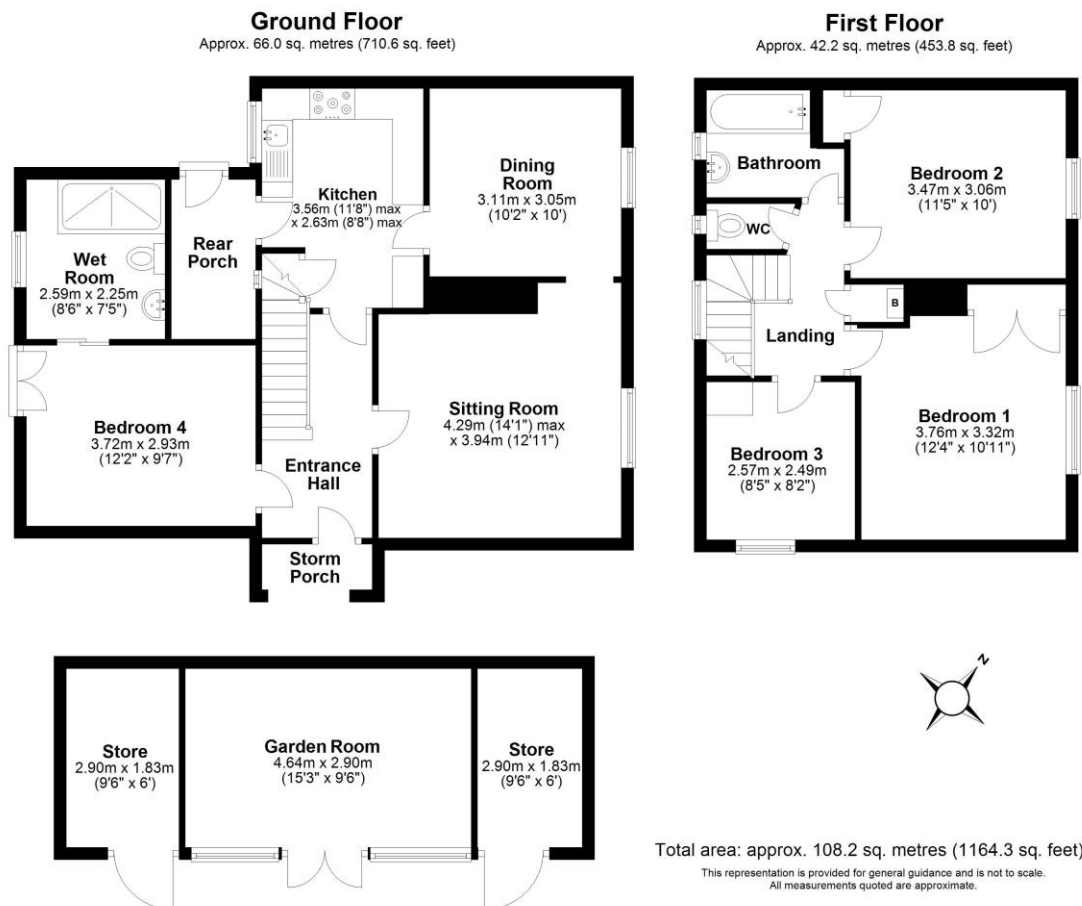 Ground Floor
Approx. 66.0 sq. metres (710.6 sq. feet)
Kitchen
3.56m (11'8") max
x 2.63m (8'8") max
Dining
Room
3.11m x 3.05m
(10'2" x 10')
Wet
Room
2.59m x 2.25m
(8'6" x 7'5")
Rear
Porch
Bedroom 4
3.72m x 2.93m
(12'2" x 9'7")
Entrance
Hall
Sitting Room
4.29m (14'1") max
x 3.94m (12'11")
Storm
Porch
First Floor
Approx. 42.2 sq. metres (453.8 sq. feet)
Bathroom
Bedroom 2
3.47m x 3.06m
(11'5" x 10')
WC
B
Landing
Bedroom 1
3.76m x 3.32m
(12'4" x 10'11")
Bedroom 3
2.57m x 2.49m
(8'5" x 8'2")
Store
2.90m x 1.83m
(9'6" x 6')
Garden Room
4.64m x 2.90m
(15'3" x 9'6")
Store
2.90m x 1.83m
(9'6" x 6')
N
Total area: approx. 108.2 sq. metres (1164.3 sq. feet)
This representation is provided for general guidance and is not to scale.
All measurements quoted are approximate.